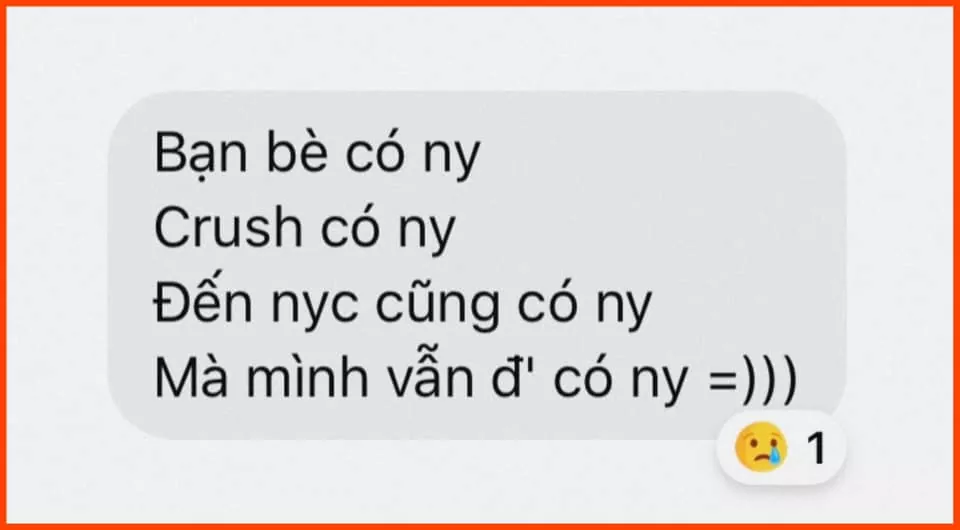 Bạn bè có ny
Crush có ny
Đến nyc cũng có ny
Mà mình vẫn đ' có ny =)))
😢 1